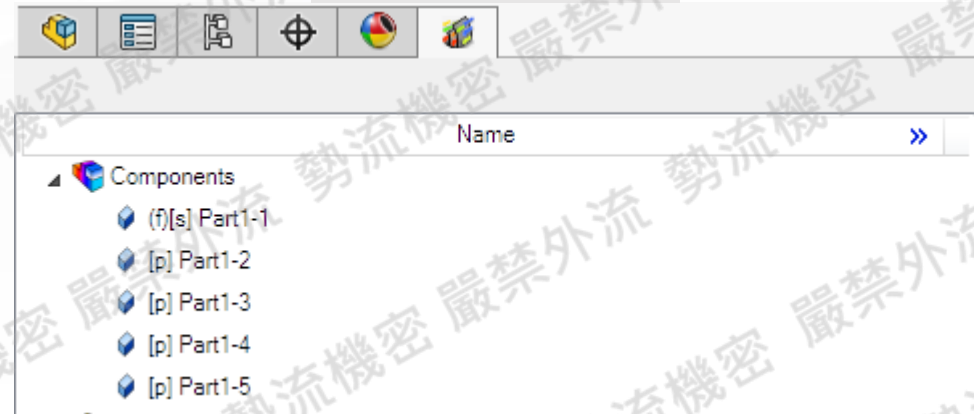 Name
Components
(f)[s] Part1-1
[p] Part1-2
[p] Part1-3
[p] Part1-4
[p] Part1-5
勢流機密 嚴禁外流